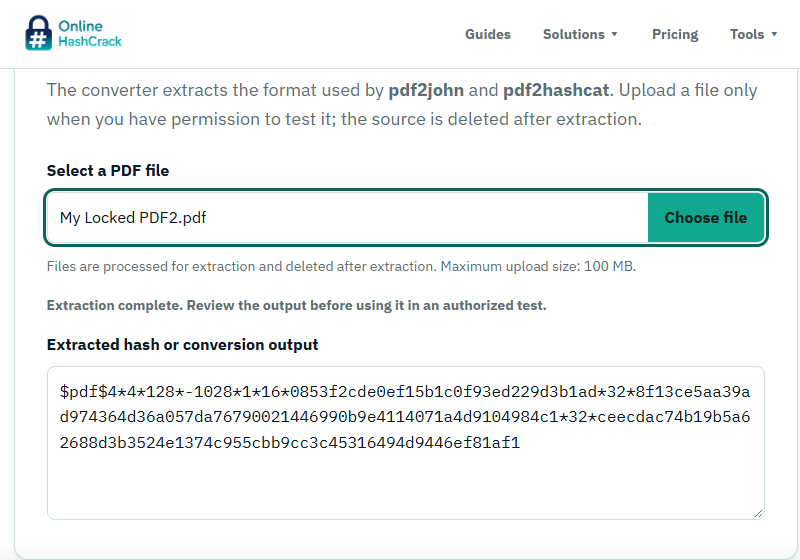 Online
HashCrack
Guides
Solutions ▼
Pricing
Tools ▼
The converter extracts the format used by pdf2john and pdf2hashcat. Upload a file only
when you have permission to test it; the source is deleted after extraction.
Select a PDF file
My Locked PDF2.pdf
Choose file
Files are processed for extraction and deleted after extraction. Maximum upload size: 100 MB.
Extraction complete. Review the output before using it in an authorized test.
Extracted hash or conversion output
$pdf$4*4*128*-1028*1*16*0853f2cde0ef15b1c0f93ed229d3b1ad*32*8f13ce5aa39a
d974364d36a057da76790021446990b9e4114071a4d9104984c1*32*ceecdac74b19b5a6
2688d3b3524e1374c955cbb9cc3c45316494d9446ef81af1